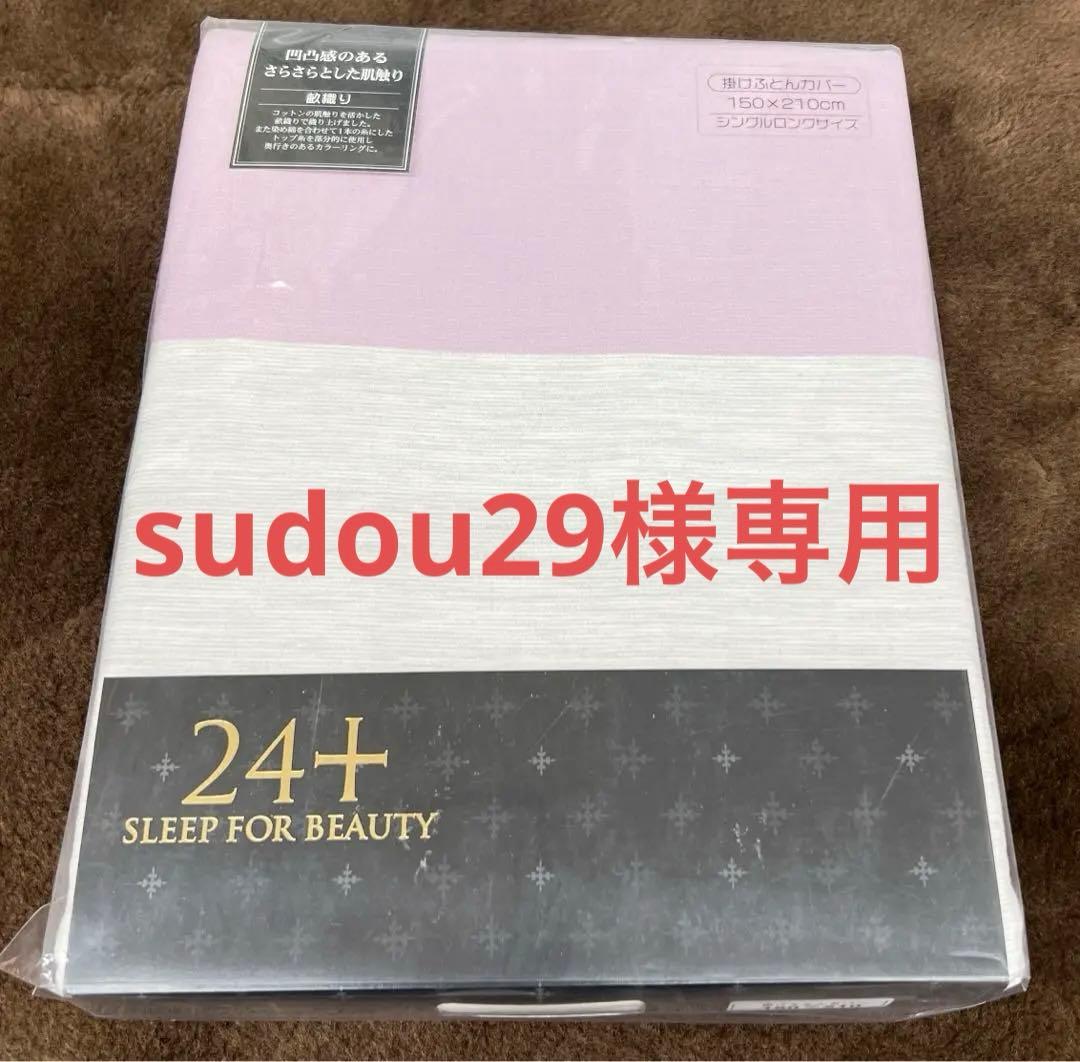 凹凸感のある
さらさらとした肌触り
畝織り
コットンの肌触りを活かした
畝織りで織り上げました。
また染め綿を合わせて1本の糸にした
トップ糸を部分的に使用し
奥行きのあるカラーリングに。
掛けふとんカバー
150×210cm
シングルロングサイズ
sudou29様専用
24+
SLEEP FOR BEAUTY